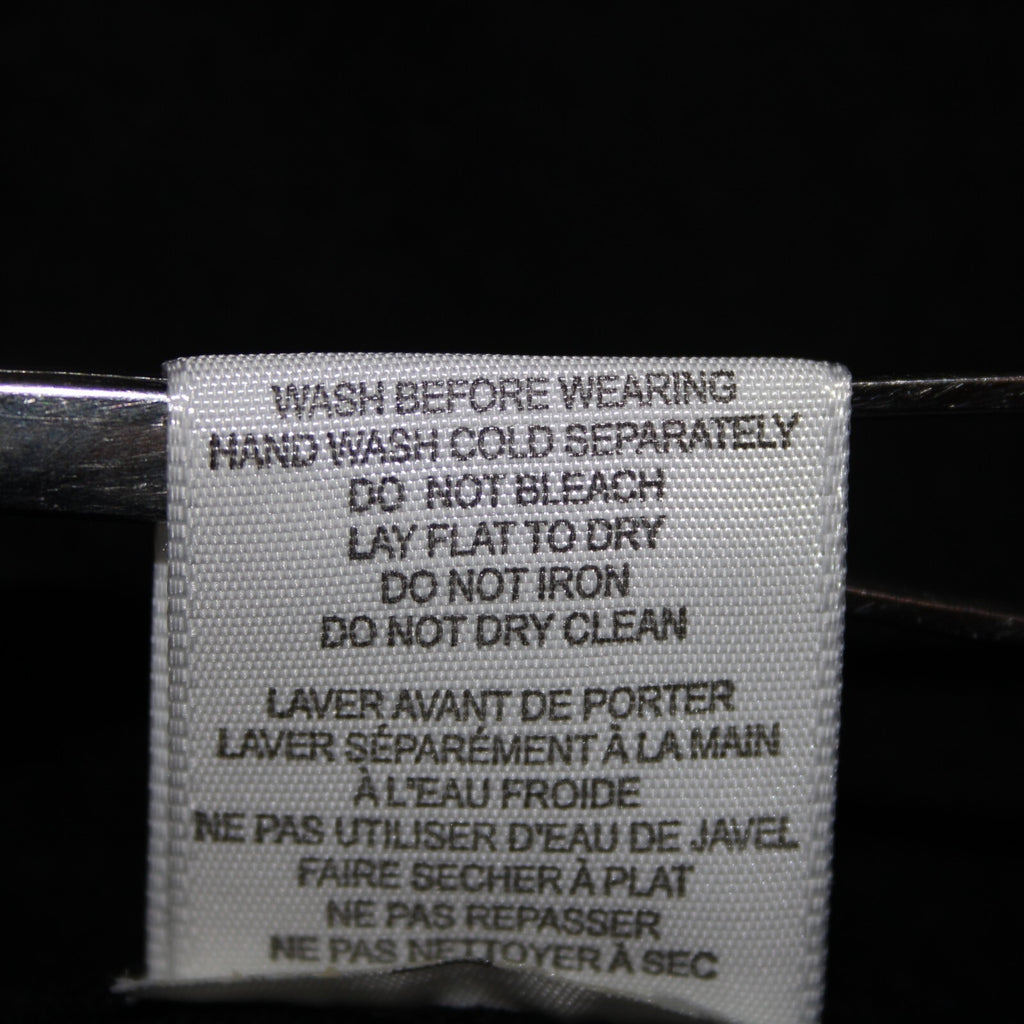 WASH BEFORE WEARING
HAND WASH COLD SEPARATELY
DO NOT BLEACH
LAY FLAT TO DRY
DO NOT IRON
DO NOT DRY CLEAN
LAVER AVANT DE PORTER
LAVER SÉPARÉMENT À LA MAIN
À L'EAU FROIDE
NE PAS UTILISER D'EAU DE JAVEL
FAIRE SECHER À PLAT
NE PAS REPASSER
NE PAS NETTOYER À SEC